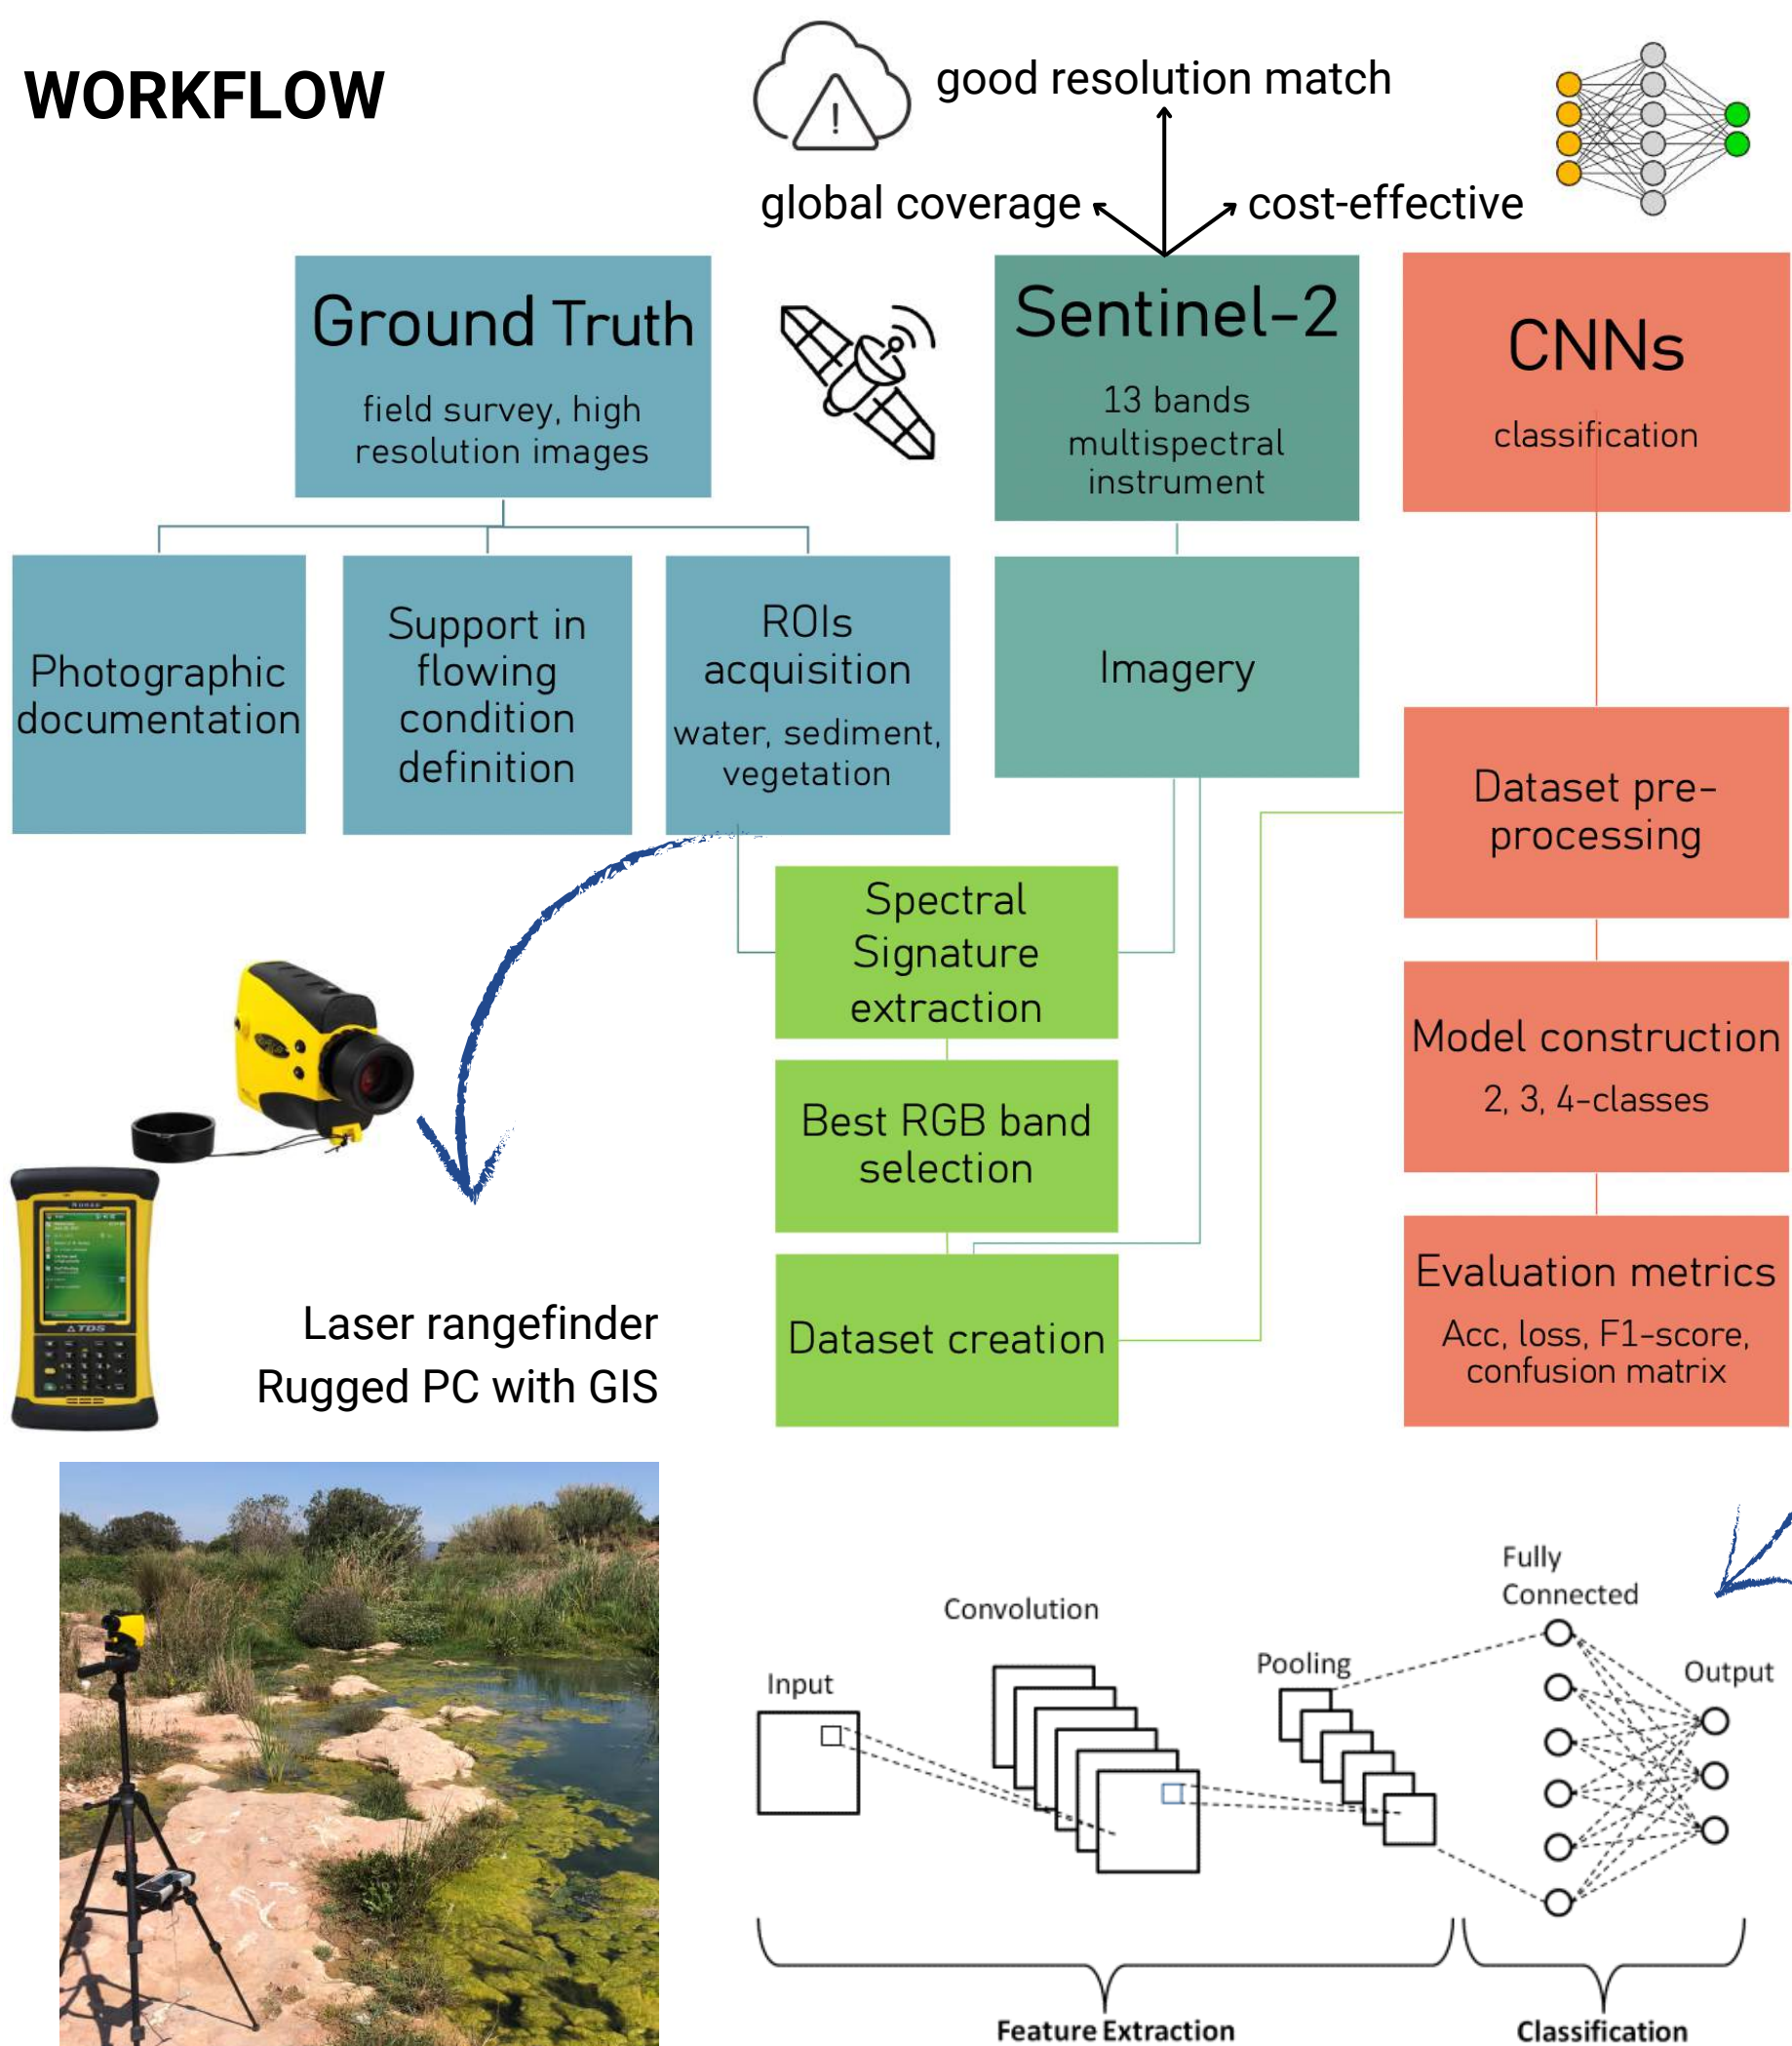 WORKFLOW
good resolution match
global coverage
cost-effective
Ground Truth
field survey, high
resolution images
Sentinel-2
13 bands
multispectral
instrument
CNNs
classification
Photographic
documentation
Support in
flowing
condition
definition
ROIs
acquisition
water, sediment,
vegetation
Imagery
Dataset pre-
processing
Spectral
Signature
extraction
Model construction
2, 3, 4-classes
Best RGB band
selection
Evaluation metrics
Acc, loss, F1-score,
confusion matrix
Dataset creation
TDS
Laser rangefinder
Rugged PC with GIS
Fully
Connected
Convolution
Pooling
Output
Input
Feature Extraction
Classification